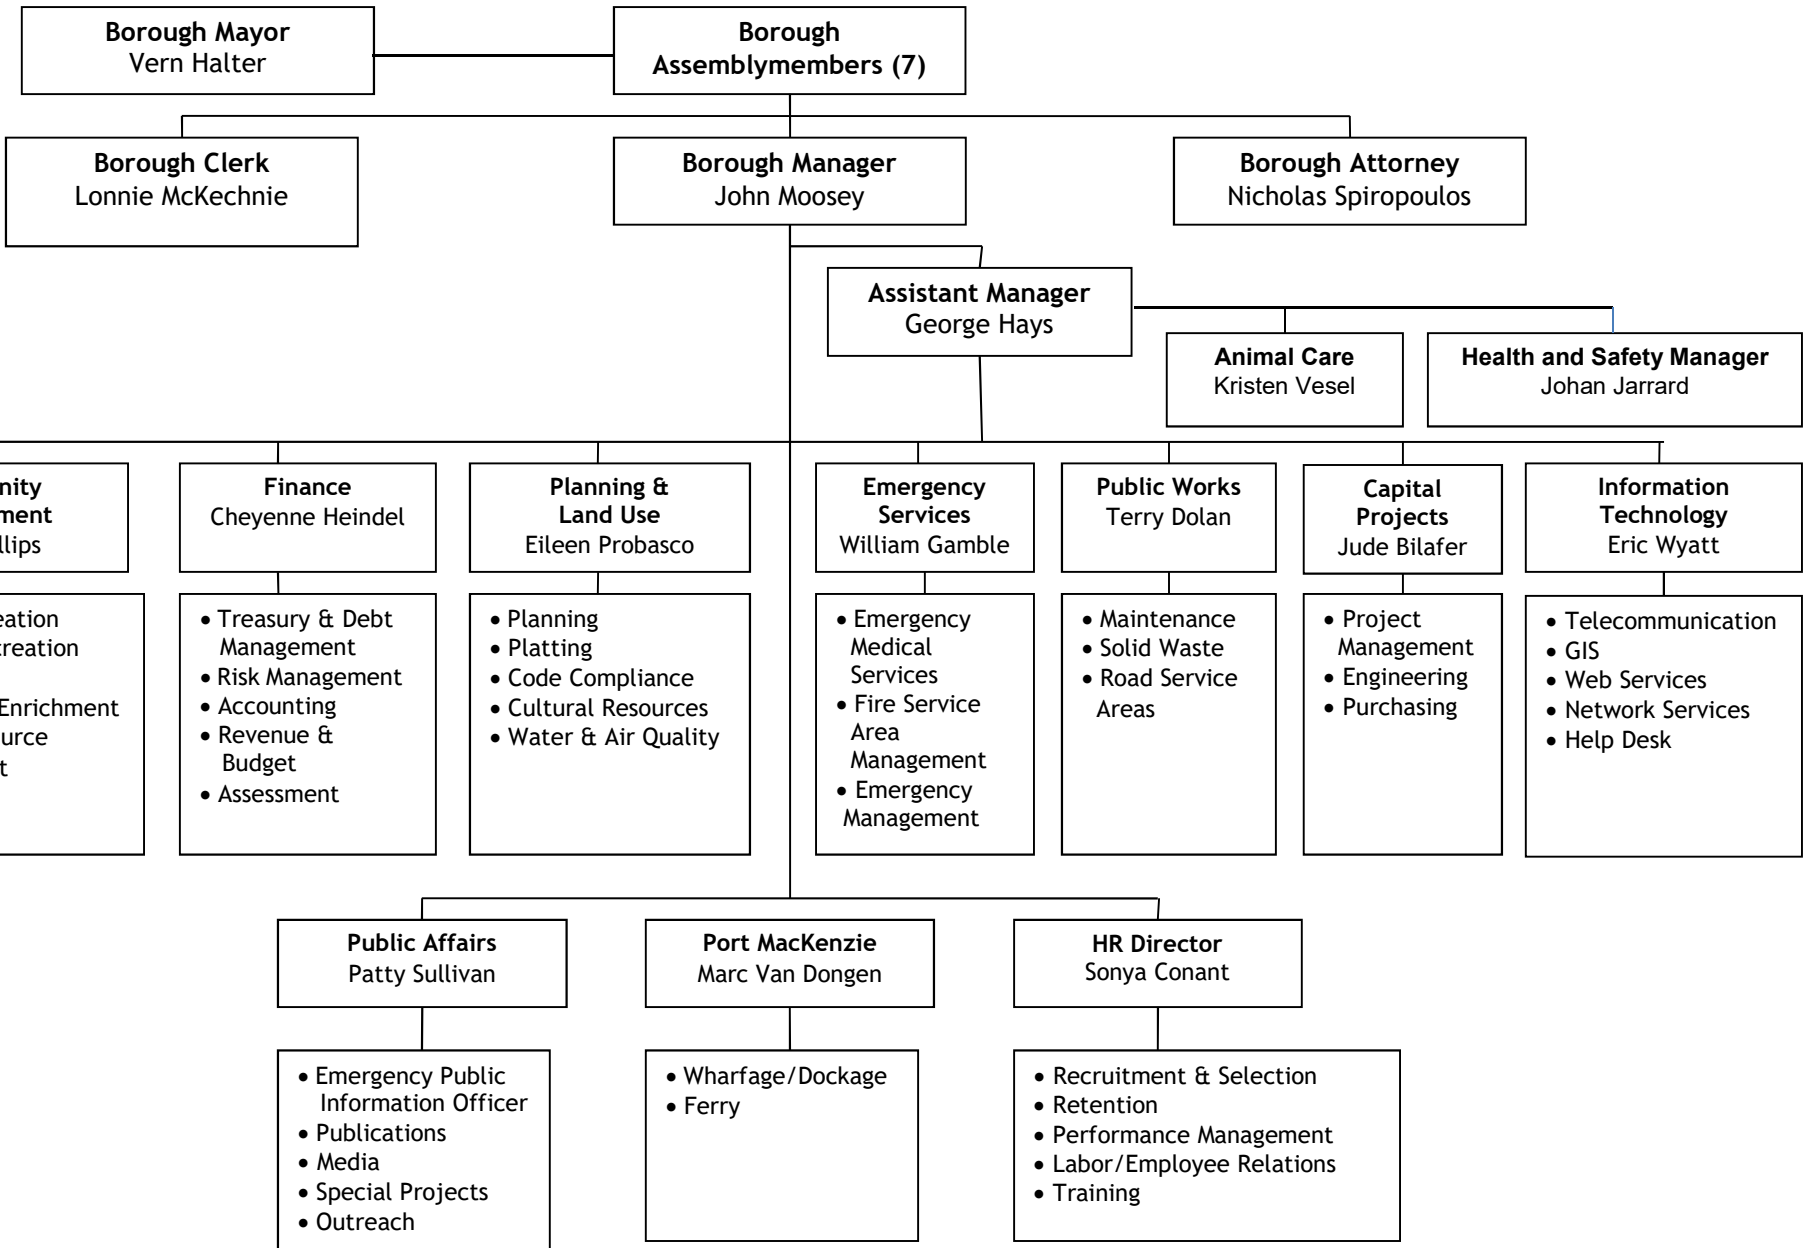 Borough Mayor
Vern Halter
Borough
Assemblymembers (7)
Borough Clerk
Lonnie McKechnie
Borough Manager
John Moosey
Borough Attorney
Nicholas Spiropoulos
Assistant Manager
George Hays
Animal Care
Kristen Vesel
Health and Safety Manager
Johan Jarrard
nity
ment
llips
eation
reation
Enrichment
urce
t
Finance
Cheyenne Heindel
• Treasury & Debt
Management
• Risk Management
• Accounting
• Revenue &
Budget
• Assessment
Planning &
Land Use
Eileen Probasco
• Planning
• Platting
• Code Compliance
• Cultural Resources
• Water & Air Quality
Emergency
Services
William Gamble
• Emergency
Medical
Services
• Fire Service
Area
Management
• Emergency
Management
Public Works
Terry Dolan
• Maintenance
• Solid Waste
• Road Service
Areas
Capital
Projects
Jude Bilafer
• Project
Management
• Engineering
• Purchasing
Information
Technology
Eric Wyatt
• Telecommunication
• GIS
• Web Services
• Network Services
• Help Desk
Public Affairs
Patty Sullivan
• Emergency Public
Information Officer
• Publications
• Media
• Special Projects
• Outreach
Port MacKenzie
Marc Van Dongen
• Wharfage/Dockage
• Ferry
HR Director
Sonya Conant
• Recruitment & Selection
• Retention
• Performance Management
• Labor/Employee Relations
• Training